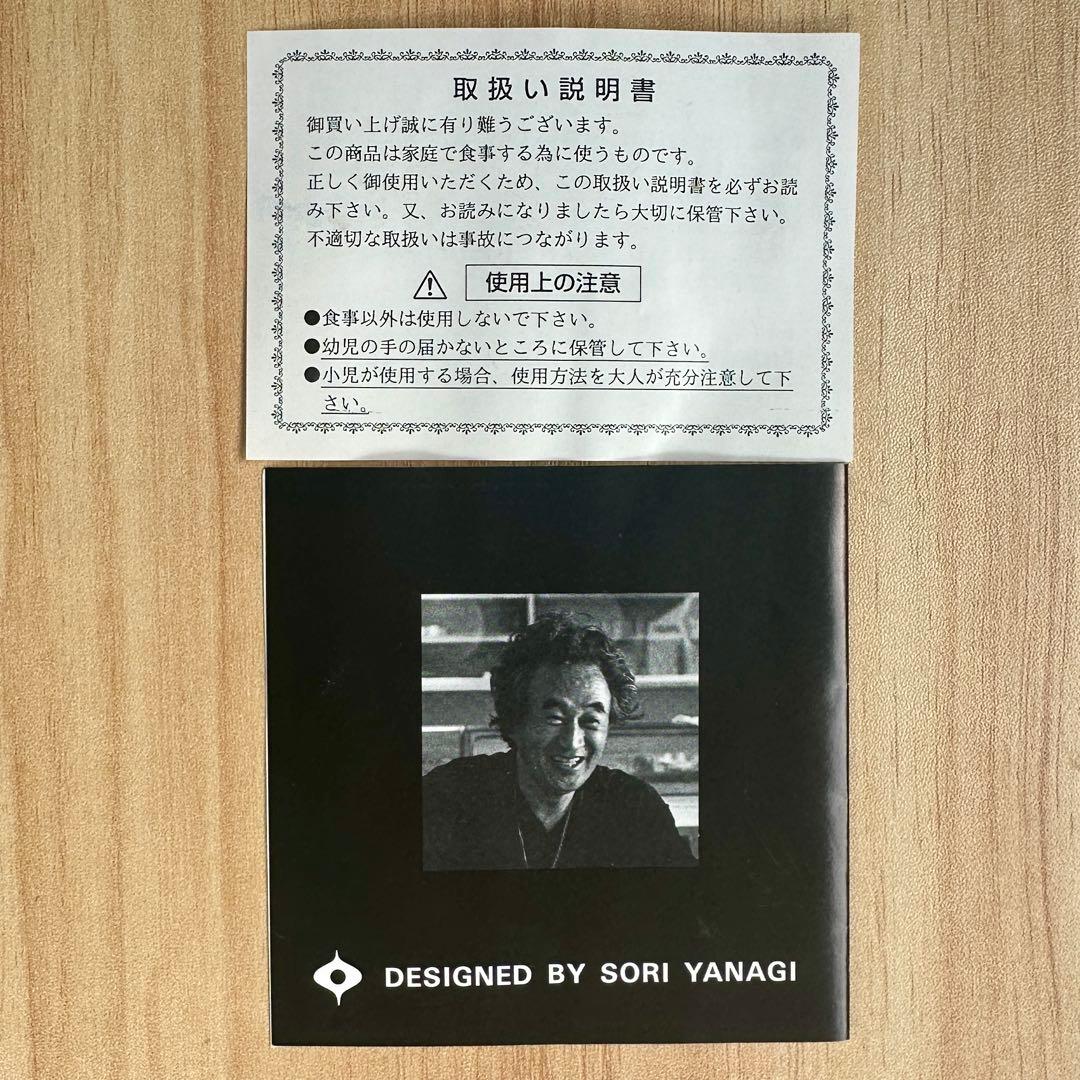 取扱い説明書
御買い上げ誠に有り難うございます。
この商品は家庭で食事する為に使うものです。
正しく御使用いただくため、この取扱い説明書を必ずお読
み下さい。又、お読みになりましたら大切に保管下さい。
不適切な取扱いは事故につながります。
使用上の注意
●食事以外は使用しないで下さい。
●幼児の手の届かないところに保管して下さい。
●小児が使用する場合、使用方法を大人が充分注意して下
さい。
DESIGNED BY SORI YANAGI